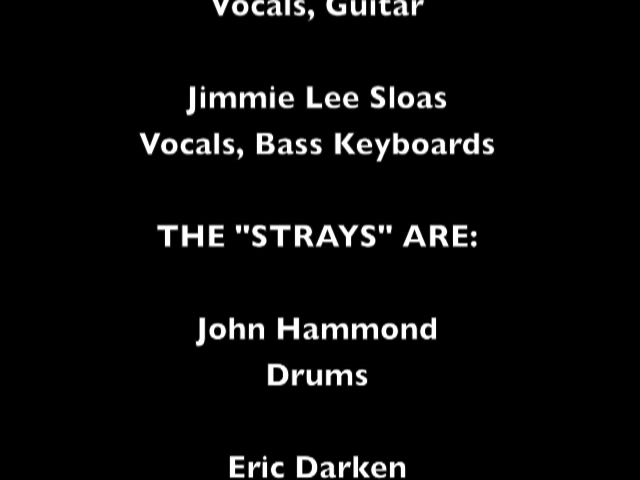 Vocals, Guitar
Jimmie Lee Sloas
Vocals, Bass Keyboards
THE "STRAYS" ARE:
John Hammond
Drums
Eric Darken